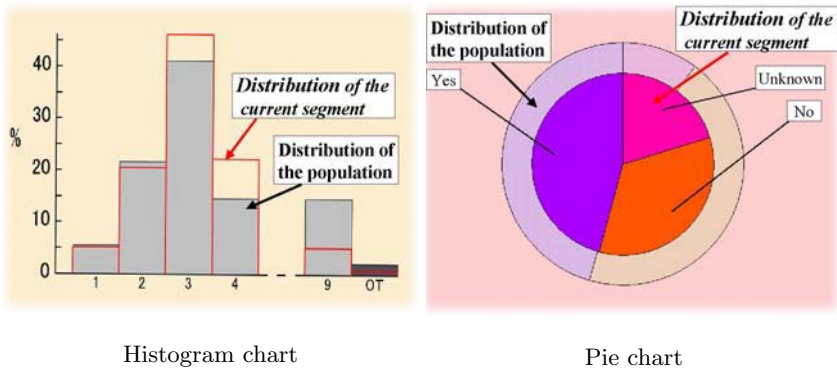 40
30
%
20
10
0
1 2 3 4 9 OT
Distribution of the
current segment
Distribution of
the population
Histogram chart
Distribution of
the population
Distribution of the
current segment
Yes
Unknown
No
Pie chart